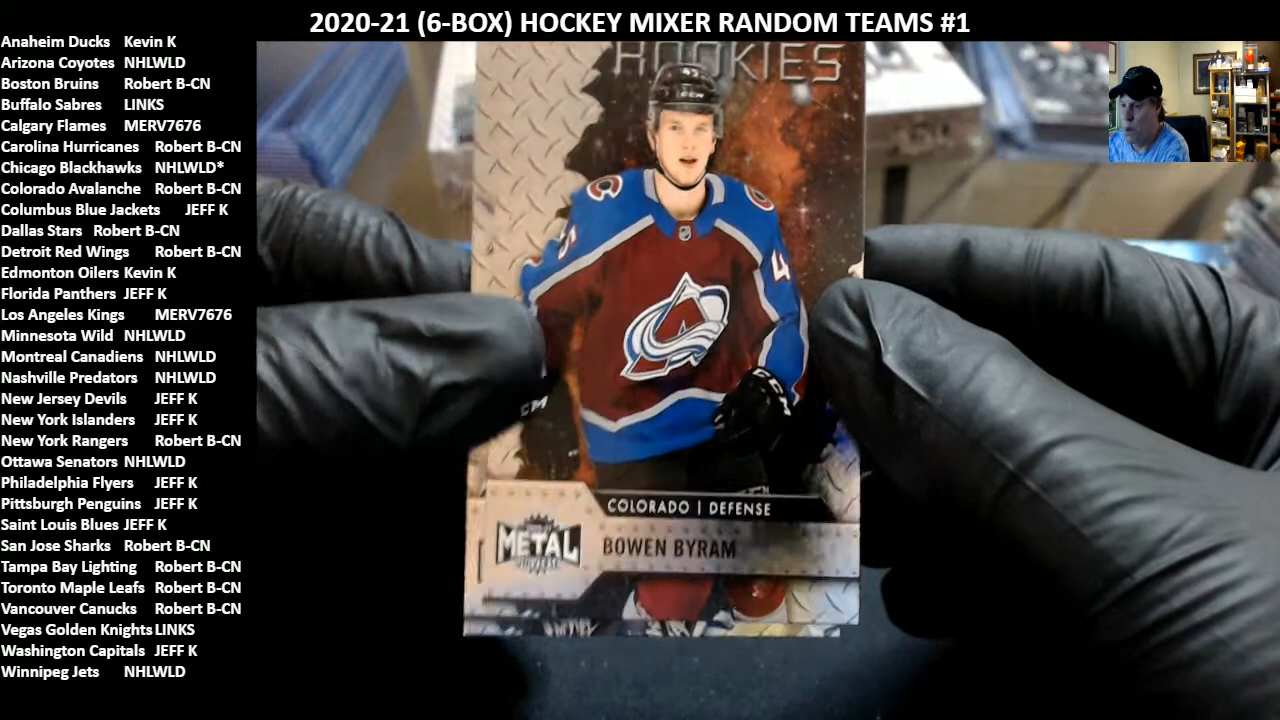 2020-21 (6-BOX) HOCKEY MIXER RANDOM TEAMS #1
Anaheim Ducks Kevin K
Arizona Coyotes NHLWLD
Boston Bruins Robert B-CN
Buffalo Sabres LINKS
Calgary Flames MERV7676
Carolina Hurricanes Robert B-CN
Chicago Blackhawks NHLWLD*
Colorado Avalanche Robert B-CN
Columbus Blue Jackets JEFF K
Dallas Stars Robert B-CN
Detroit Red Wings Robert B-CN
Edmonton Oilers Kevin K
Florida Panthers JEFF K
Los Angeles Kings MERV7676
Minnesota Wild NHLWLD
Montreal Canadiens NHLWLD
Nashville Predators NHLWLD
New Jersey Devils JEFF K
New York Islanders JEFF K
New York Rangers Robert B-CN
Ottawa Senators NHLWLD
Philadelphia Flyers JEFF K
Pittsburgh Penguins JEFF K
Saint Louis Blues JEFF K
San Jose Sharks Robert B-CN
Tampa Bay Lighting Robert B-CN
Toronto Maple Leafs Robert B-CN
Vancouver Canucks Robert B-CN
Vegas Golden Knights LINKS
Washington Capitals JEFF K
Winnipeg Jets NHLWLD
ROOKIES
COLORADO | DEFENSE
METAL
UNIVERSE
BOWEN BYRAM